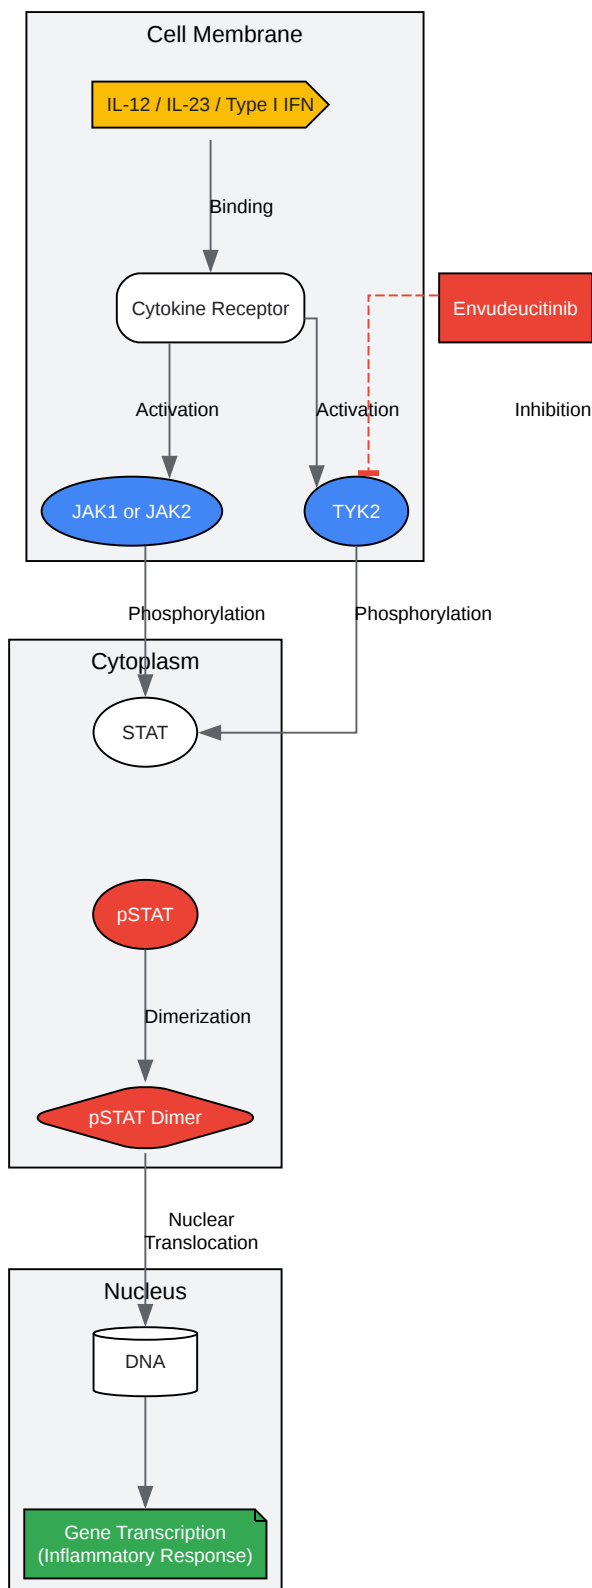 Cell Membrane
IL-12 / IL-23 / Type I IFN
Binding
Cytokine Receptor
Envudeucitinib
Activation
Activation
Inhibition
JAK1 or JAK2
TYK2
Phosphorylation
Phosphorylation
Cytoplasm
STAT
pSTAT
Dimerization
pSTAT Dimer
Nuclear
Translocation
Nucleus
DNA
Gene Transcription
(Inflammatory Response)